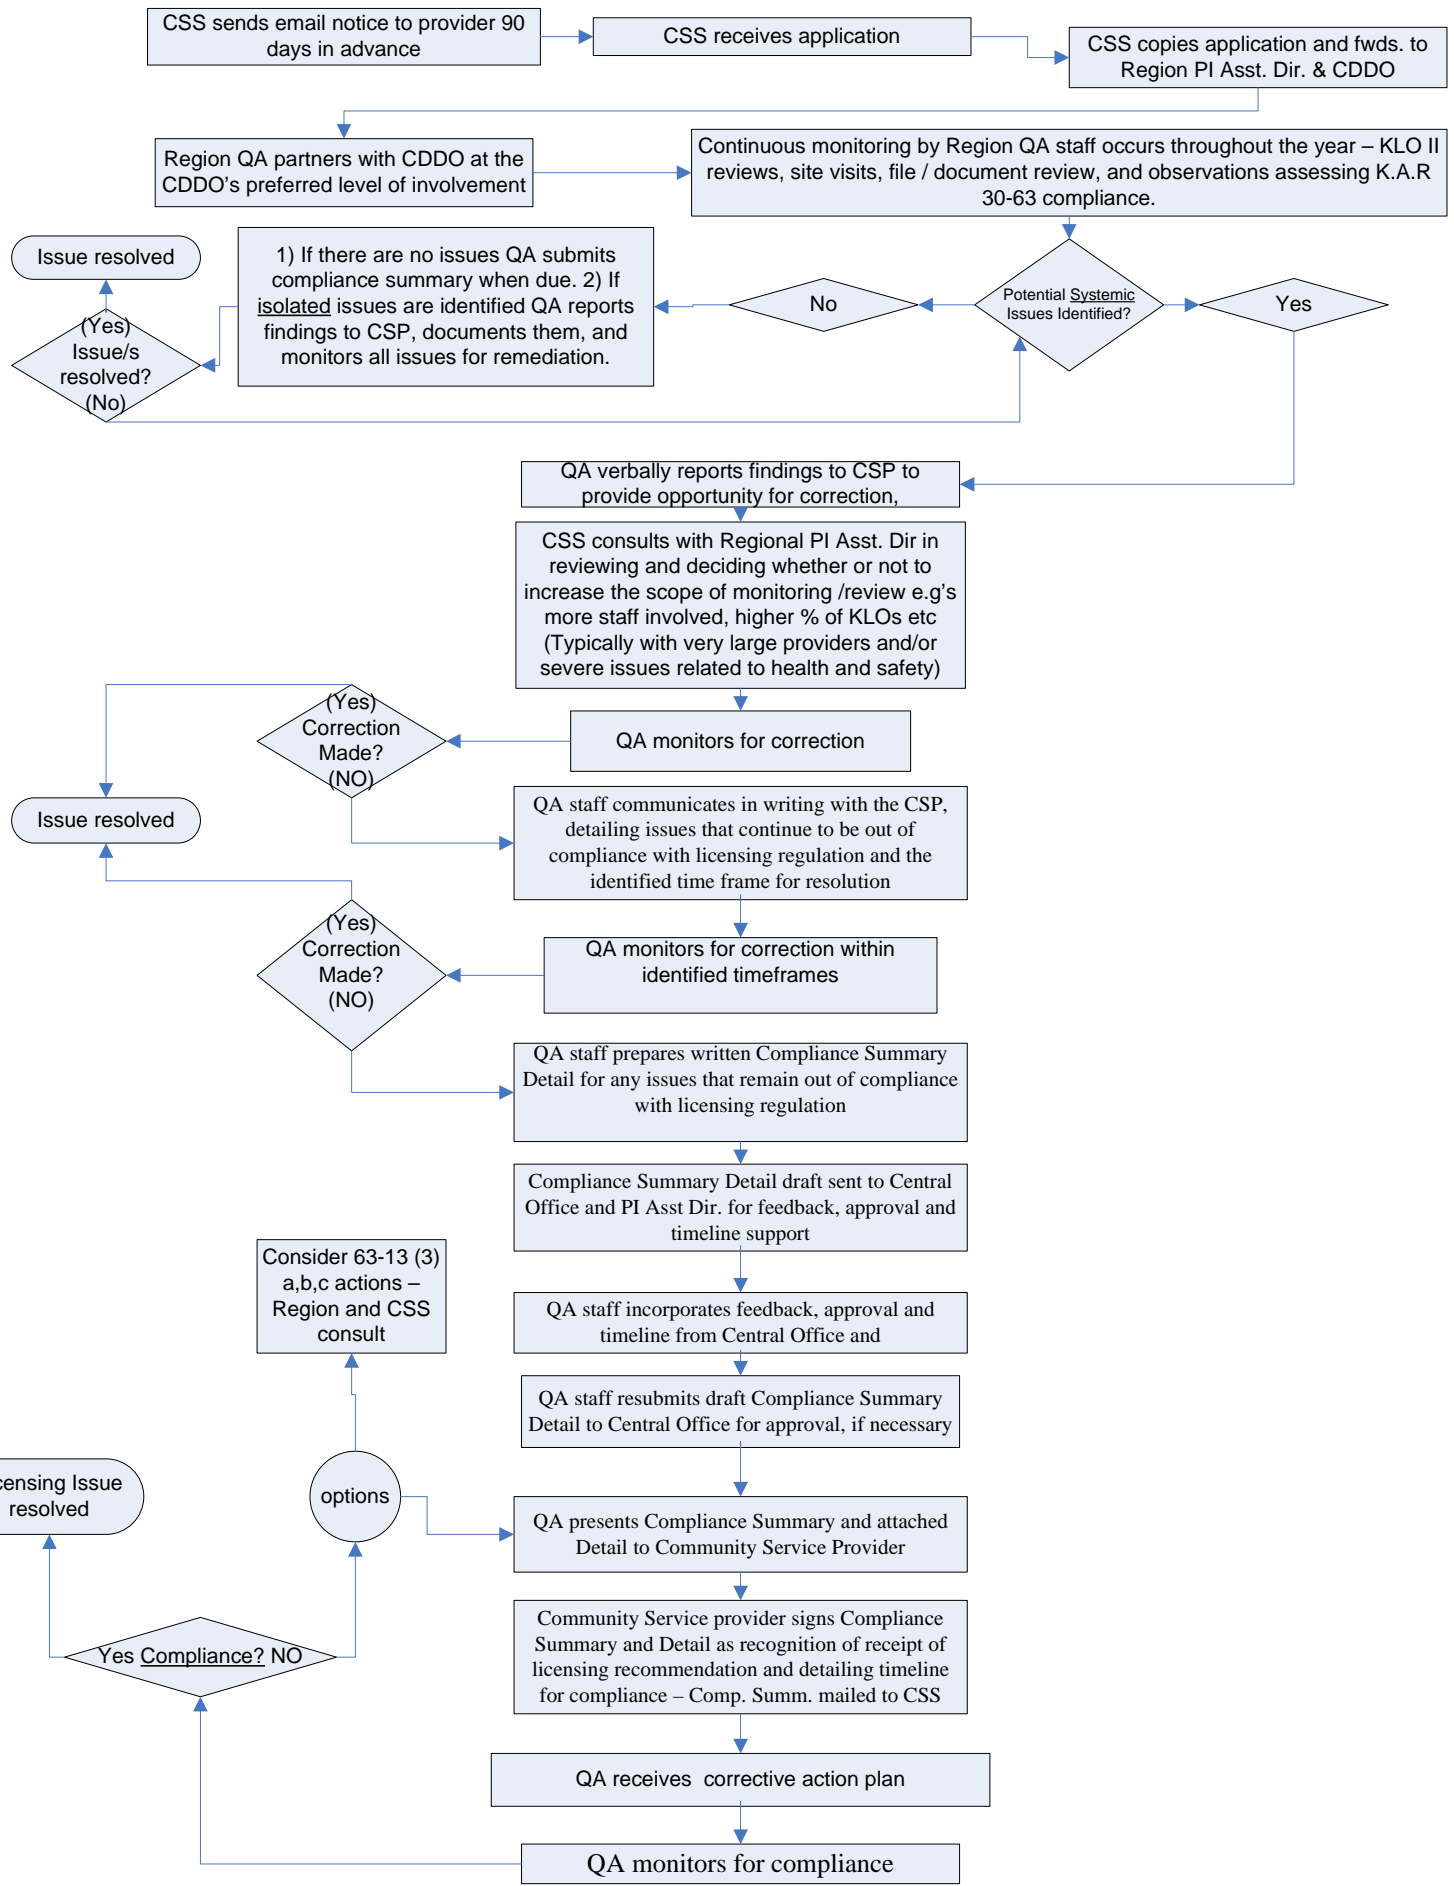 CSS sends email notice to provider 90
days in advance
CSS receives application
CSS copies application and fwds. to
Region PI Asst. Dir. & CDDO
Region QA partners with CDDO at the
CDDO's preferred level of involvement
Continuous monitoring by Region QA staff occurs throughout the year – KLO II
reviews, site visits, file / document review, and observations assessing K.A.R
30-63 compliance.
Issue resolved
1) If there are no issues QA submits
compliance summary when due. 2) If
isolated issues are identified QA reports
findings to CSP, documents them, and
monitors all issues for remediation.
No
Potential Systemic
Issues Identified?
Yes
(Yes)
Issue/s
resolved?
(No)
QA verbally reports findings to CSP to
provide opportunity for correction,
CSS consults with Regional PI Asst. Dir in
reviewing and deciding whether or not to
increase the scope of monitoring /review e.g's
more staff involved, higher % of KLOs etc
(Typically with very large providers and/or
severe issues related to health and safety)
(Yes)
Correction
Made?
(NO)
QA monitors for correction
Issue resolved
QA staff communicates in writing with the CSP,
detailing issues that continue to be out of
compliance with licensing regulation and the
identified time frame for resolution
(Yes)
Correction
Made?
(NO)
QA monitors for correction within
identified timeframes
QA staff prepares written Compliance Summary
Detail for any issues that remain out of compliance
with licensing regulation
Compliance Summary Detail draft sent to Central
Office and PI Asst Dir. for feedback, approval and
timeline support
Consider 63-13 (3)
a,b,c actions –
Region and CSS
consult
QA staff incorporates feedback, approval and
timeline from Central Office and
QA staff resubmits draft Compliance Summary
Detail to Central Office for approval, if necessary
censing Issue
resolved
options
QA presents Compliance Summary and attached
Detail to Community Service Provider
Community Service provider signs Compliance
Summary and Detail as recognition of receipt of
licensing recommendation and detailing timeline
for compliance – Comp. Summ. mailed to CSS
Yes Compliance? NO
QA receives  corrective action plan
QA monitors for compliance